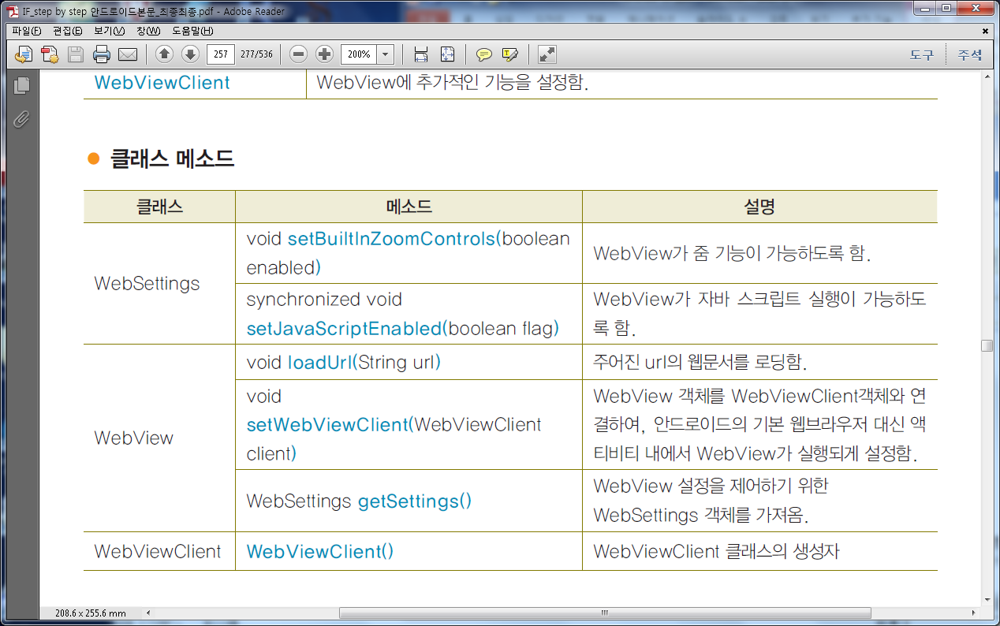 IF_step by step 안드로이드본문_최종최종.pdf - Adobe Reader
파일(F) 편집(E) 보기(V) 창(W) 도움말(H)
257 277/536 200% 도구 주석
WebViewClient WebView에 추가적인 기능을 설정함.
클래스 메소드
클래스 메소드 설명
WebSettings
void setBuiltInZoomControls(boolean
enabled)
WebView가 줌 기능이 가능하도록 함.
synchronized void
setJavaScriptEnabled(boolean flag)
WebView가 자바 스크립트 실행이 가능하도
록 함.
WebView
void loadUrl(String url)
주어진 url의 웹문서를 로딩함.
void
setWebViewClient(WebViewClient
client)
WebView 객체를 WebViewClient객체와 연
결하여, 안드로이드의 기본 웹브라우저 대신 액
티비티 내에서 WebView가 실행되게 설정함.
WebSettings getSettings()
WebView 설정을 제어하기 위한
WebSettings 객체를 가져옴.
WebViewClient WebViewClient() WebViewClient 클래스의 생성자
208.6 x 255.6 mm